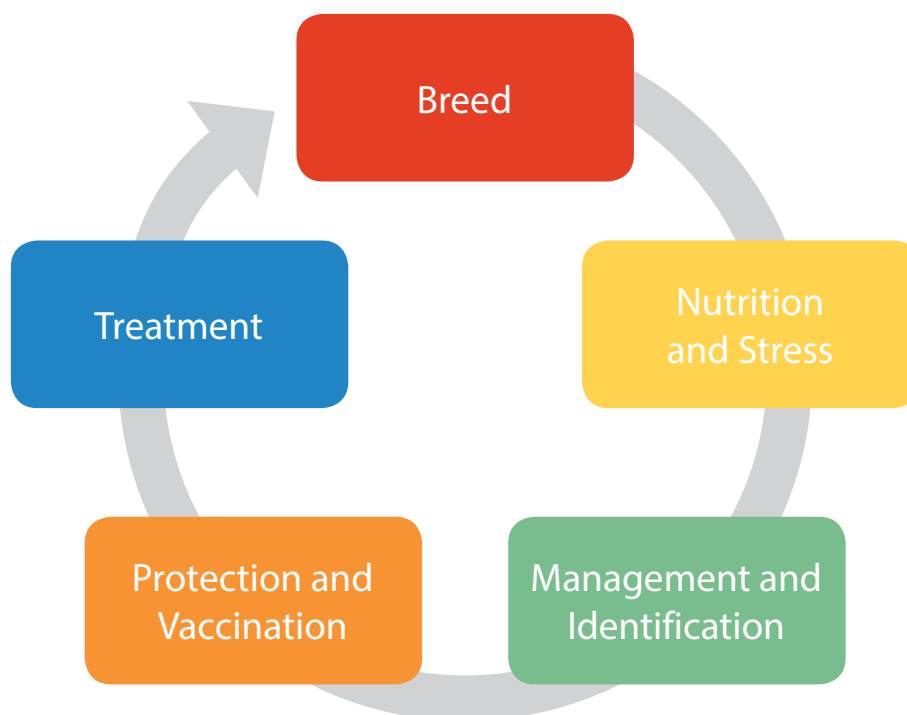 Breed
Nutrition
and Stress
Management and
Identification
Protection and
Vaccination
Treatment